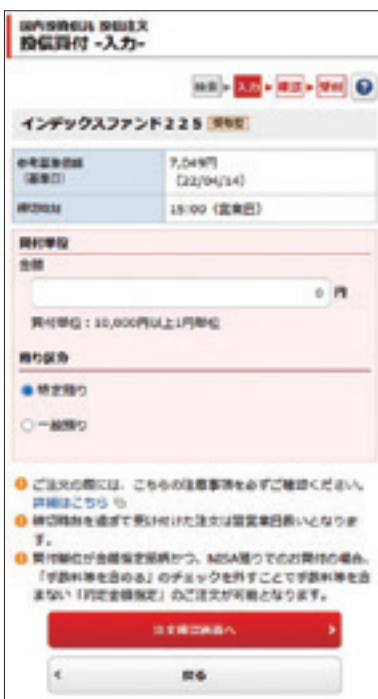 国内投資信託 投信注文
投信買付 -入力-
検索 入力 確認 受付 ?
インデックスファンド225 受取型
参考基準価額
(基準日)
7,049円
(22/04/14)
締切時刻
15:00 (営業日)
買付単位
金額
0 円
買付単位:10,000円以上1円単位
預り区分
特定預り
一般預り
ご注文の際には、こちらの注意事項を必ずご確認ください。
詳細はこちら
締切時刻を過ぎて受け付けた注文は翌営業日扱いとなりま
す。
買付単位が金額指定銘柄かつ、NISA預りでのお買付の場合、
「手数料等を含める」のチェックを外すことで手数料等を含
まない「約定金額指定」のご注文が可能となります。
注文確認画面へ
戻る